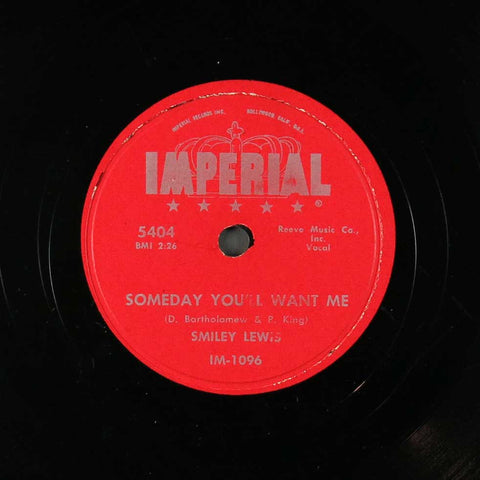 IMPERIAL RECORDS INC. HOLLYWOOD CALIF. U.S.A.
IMPERIAL
®
5404
BMI 2:26
Reeve Music Co.,
Inc.
Vocal
SOMEDAY YOU'LL WANT ME
(D. Bartholomew & P. King)
SMILEY LEWIS
IM-1096